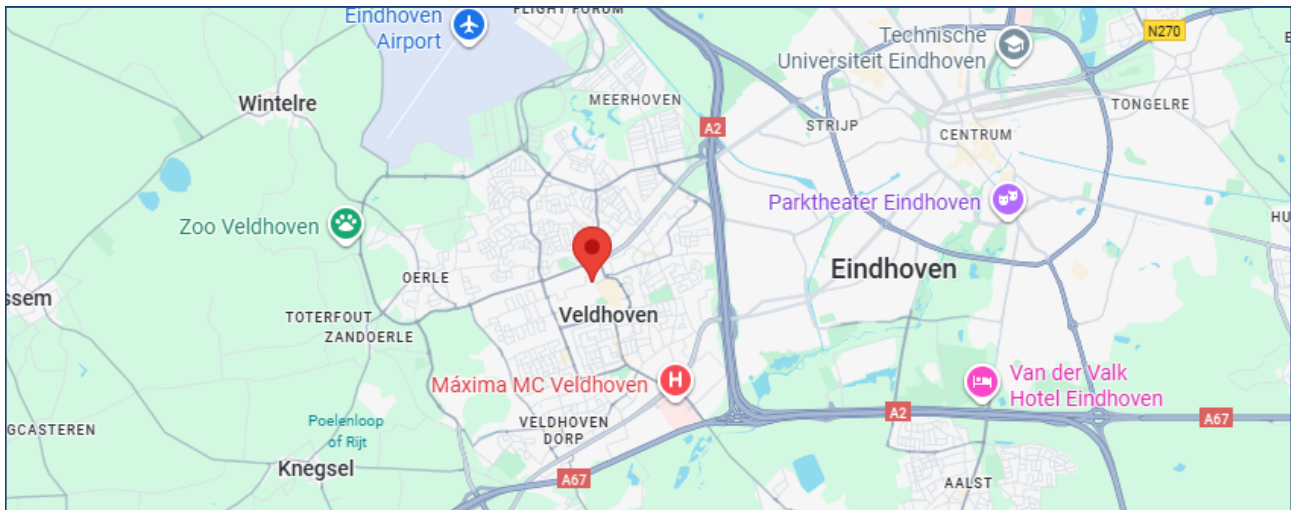 FLIGHT FORUM
Eindhoven
Airport
Technische
Universiteit Eindhoven
N270
Wintelre
MEERHOVEN
A2
STRIJP
CENTRUM
TONGELRE
Zoo Veldhoven
Parktheater Eindhoven
HU
OERLE
Eindhoven
ssem
TOTERFOUT
ZANDOERLE
Veldhoven
Máxima MC Veldhoven
H
Van der Valk
Hotel Eindhoven
GCASTEREN
Poelenloop
of Rijt
VELDHOVEN
DORP
A2
A67
Knegsel
A67
AALST